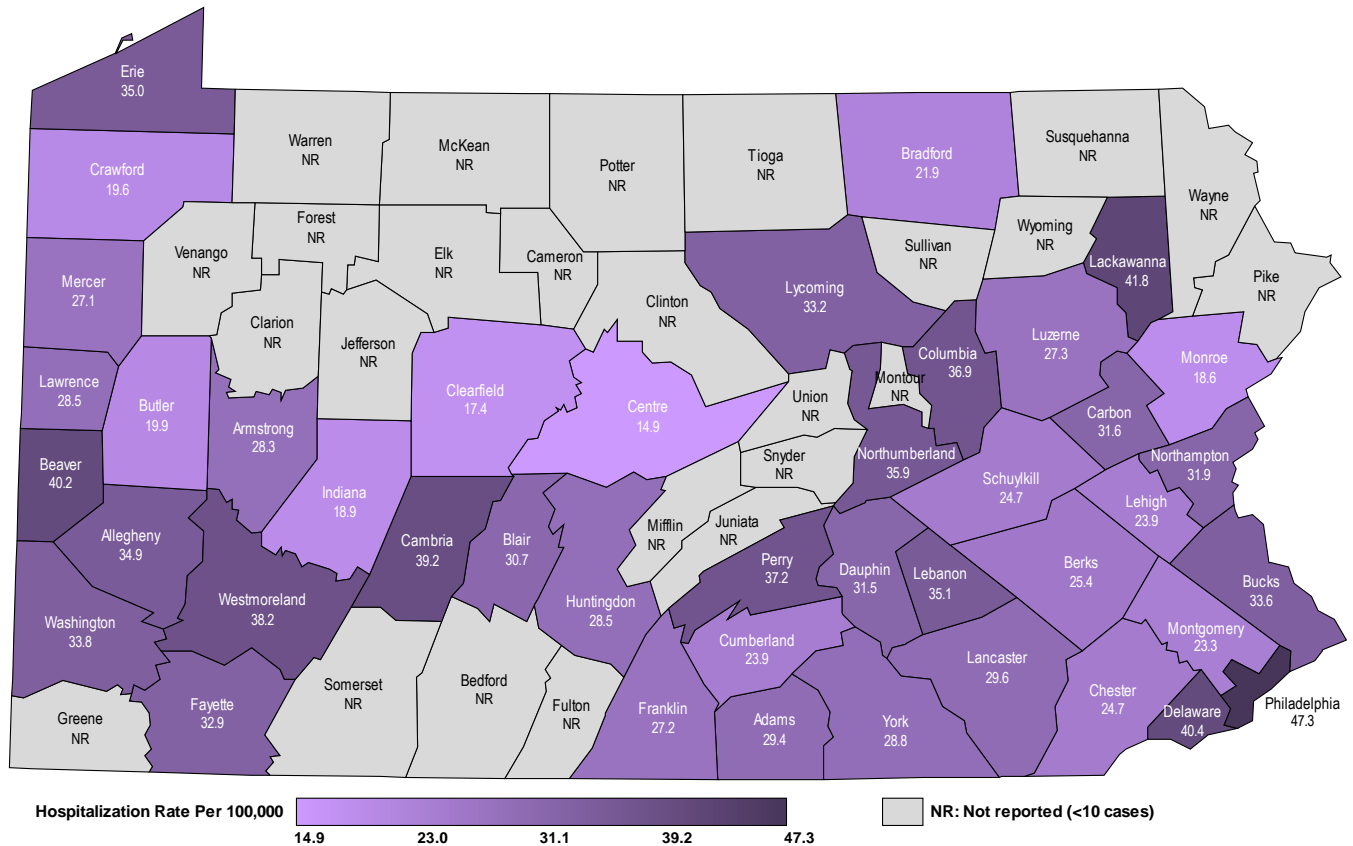 Erie
35.0
Crawford
19.6
Warren
NR
McKean
NR
Potter
NR
Tioga
NR
Bradford
21.9
Susquehanna
NR
Wayne
NR
Wyoming
NR
Lackawanna
41.8
Pike
NR
Mercer
27.1
Venango
NR
Forest
NR
Elk
NR
Cameron
NR
Clinton
NR
Lycoming
33.2
Sullivan
NR
Luzerne
27.3
Monroe
18.6
Lawrence
28.5
Butler
19.9
Clarion
NR
Jefferson
NR
Clearfield
17.4
Centre
14.9
Union
NR
Montour
NR
Columbia
36.9
Carbon
31.6
Northampton
31.9
Beaver
40.2
Armstrong
28.3
Indiana
18.9
Snyder
NR
Northumberland
35.9
Schuylkill
24.7
Lehigh
23.9
Allegheny
34.9
Cambria
39.2
Blair
30.7
Mifflin
NR
Juniata
NR
Perry
37.2
Dauphin
31.5
Lebanon
35.1
Berks
25.4
Bucks
33.6
Washington
33.8
Westmoreland
38.2
Huntingdon
28.5
Cumberland
23.9
Lancaster
29.6
Montgomery
23.3
Greene
NR
Fayette
32.9
Somerset
NR
Bedford
NR
Fulton
NR
Franklin
27.2
Adams
29.4
York
28.8
Chester
24.7
Delaware
40.4
Philadelphia
47.3
Hospitalization Rate Per 100,000
14.9 23.0 31.1 39.2 47.3
NR: Not reported (<10 cases)